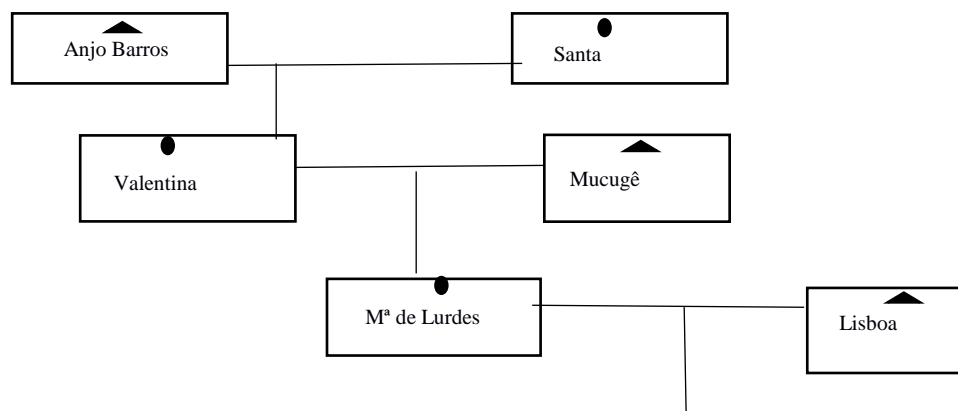 Anjo Barros
Santa
Valentina
Mucugê
Mª de Lurdes
Lisboa